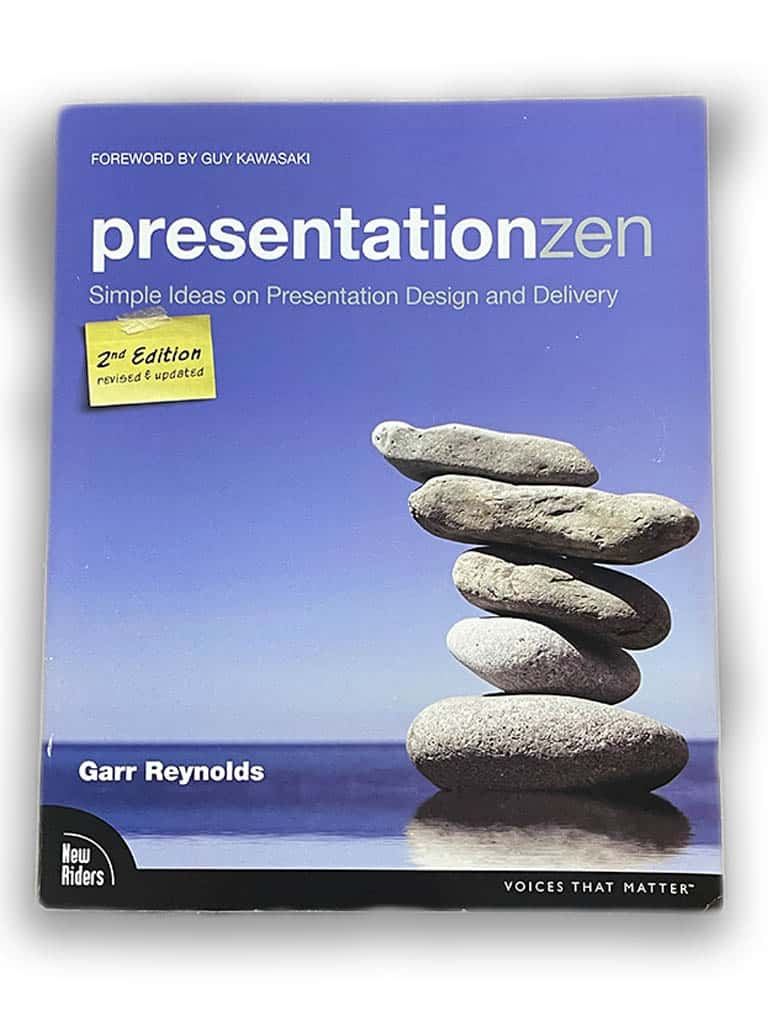 FOREWORD BY GUY KAWASAKI
presentationzen
Simple Ideas on Presentation Design and Delivery
2nd Edition
revised & updated
Garr Reynolds
New
Riders
VOICES THAT MATTER™